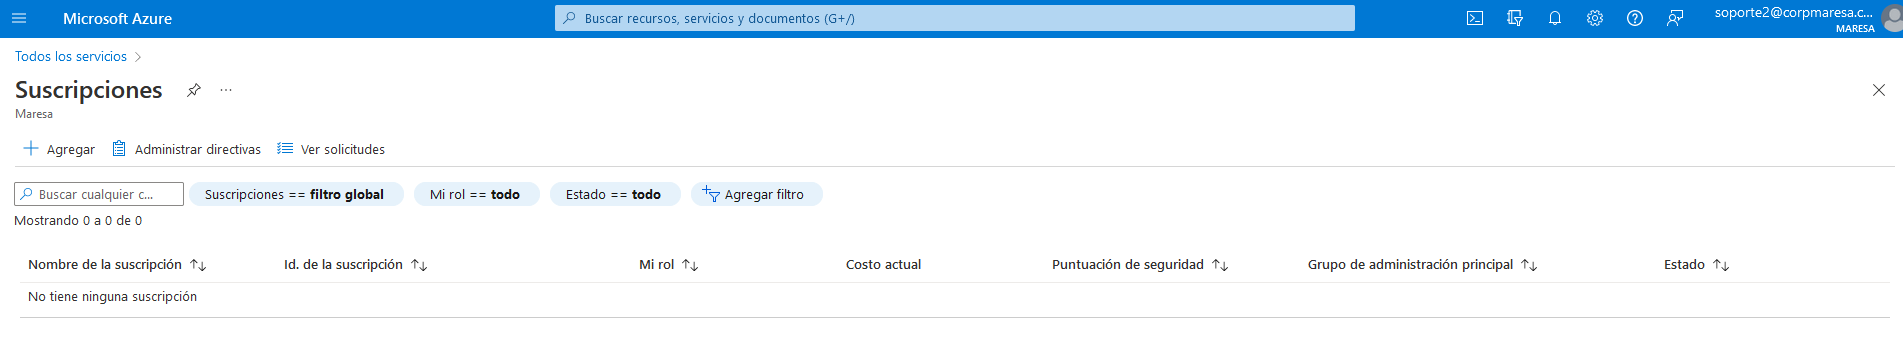 Microsoft Azure
Buscar recursos, servicios y documentos (G+/)
soporte2@corpmaresa.c...
MARESA
Todos los servicios
Suscripciones
Maresa
Agregar
Administrar directivas
Ver solicitudes
Buscar cualquier c...
Suscripciones == filtro global
Mi rol == todo
Estado == todo
Agregar filtro
Mostrando 0 a 0 de 0
Nombre de la suscripción
Id. de la suscripción
Mi rol
Costo actual
Puntuación de seguridad
Grupo de administración principal
Estado
No tiene ninguna suscripción